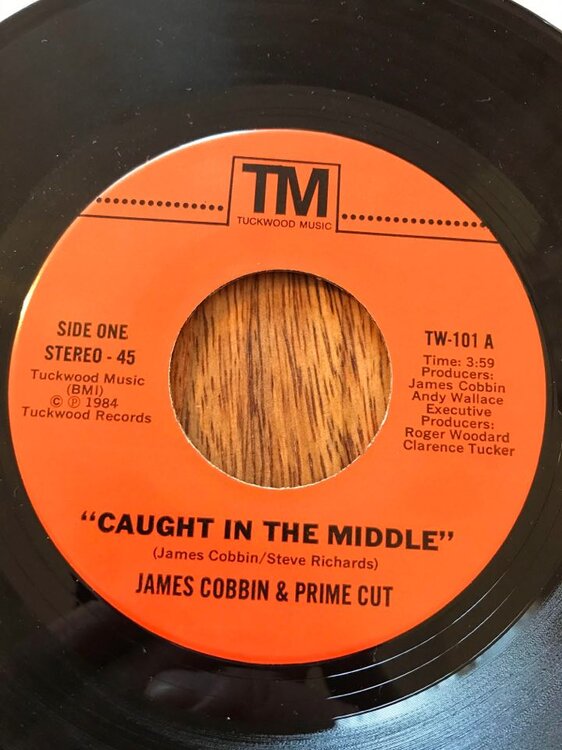 TM
TUCKWOOD MUSIC
SIDE ONE
STEREO - 45
Tuckwood Music
(BMI)
© ℗ 1984
Tuckwood Records
TW-101 A
Time: 3:59
Producers:
James Cobbin
Andy Wallace
Executive
Producers:
Roger Woodard
Clarence Tucker
"CAUGHT IN THE MIDDLE"
(James Cobbin/Steve Richards)
JAMES COBBIN & PRIME CUT